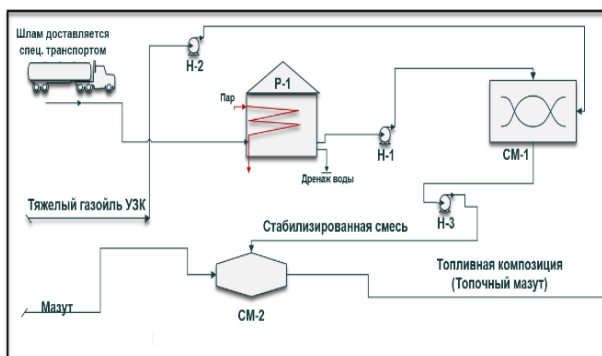 Шлам доставляется
спец. транспортом
Н-2
Р-1
Пар
Н-1
СМ-1
Дренаж воды
Тяжелый газойль УЗК
Н-3
Стабилизированная смесь
Топливная композиция
(Топочный мазут)
Мазут
СМ-2